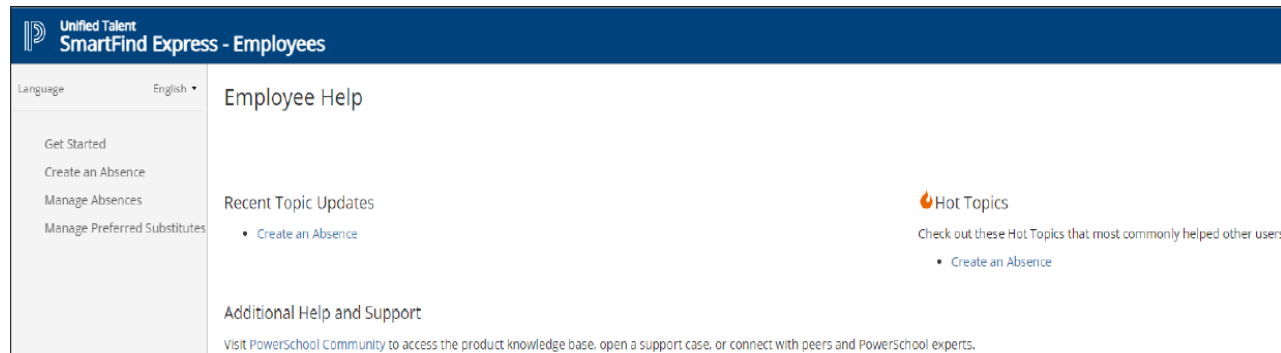 Unified Talent
SmartFind Express - Employees
Language English
Get Started
Create an Absence
Manage Absences
Manage Preferred Substitutes
Employee Help
Recent Topic Updates
• Create an Absence
Hot Topics
Check out these Hot Topics that most commonly helped other users
• Create an Absence
Additional Help and Support
Visit PowerSchool Community to access the product knowledge base, open a support case, or connect with peers and PowerSchool experts.